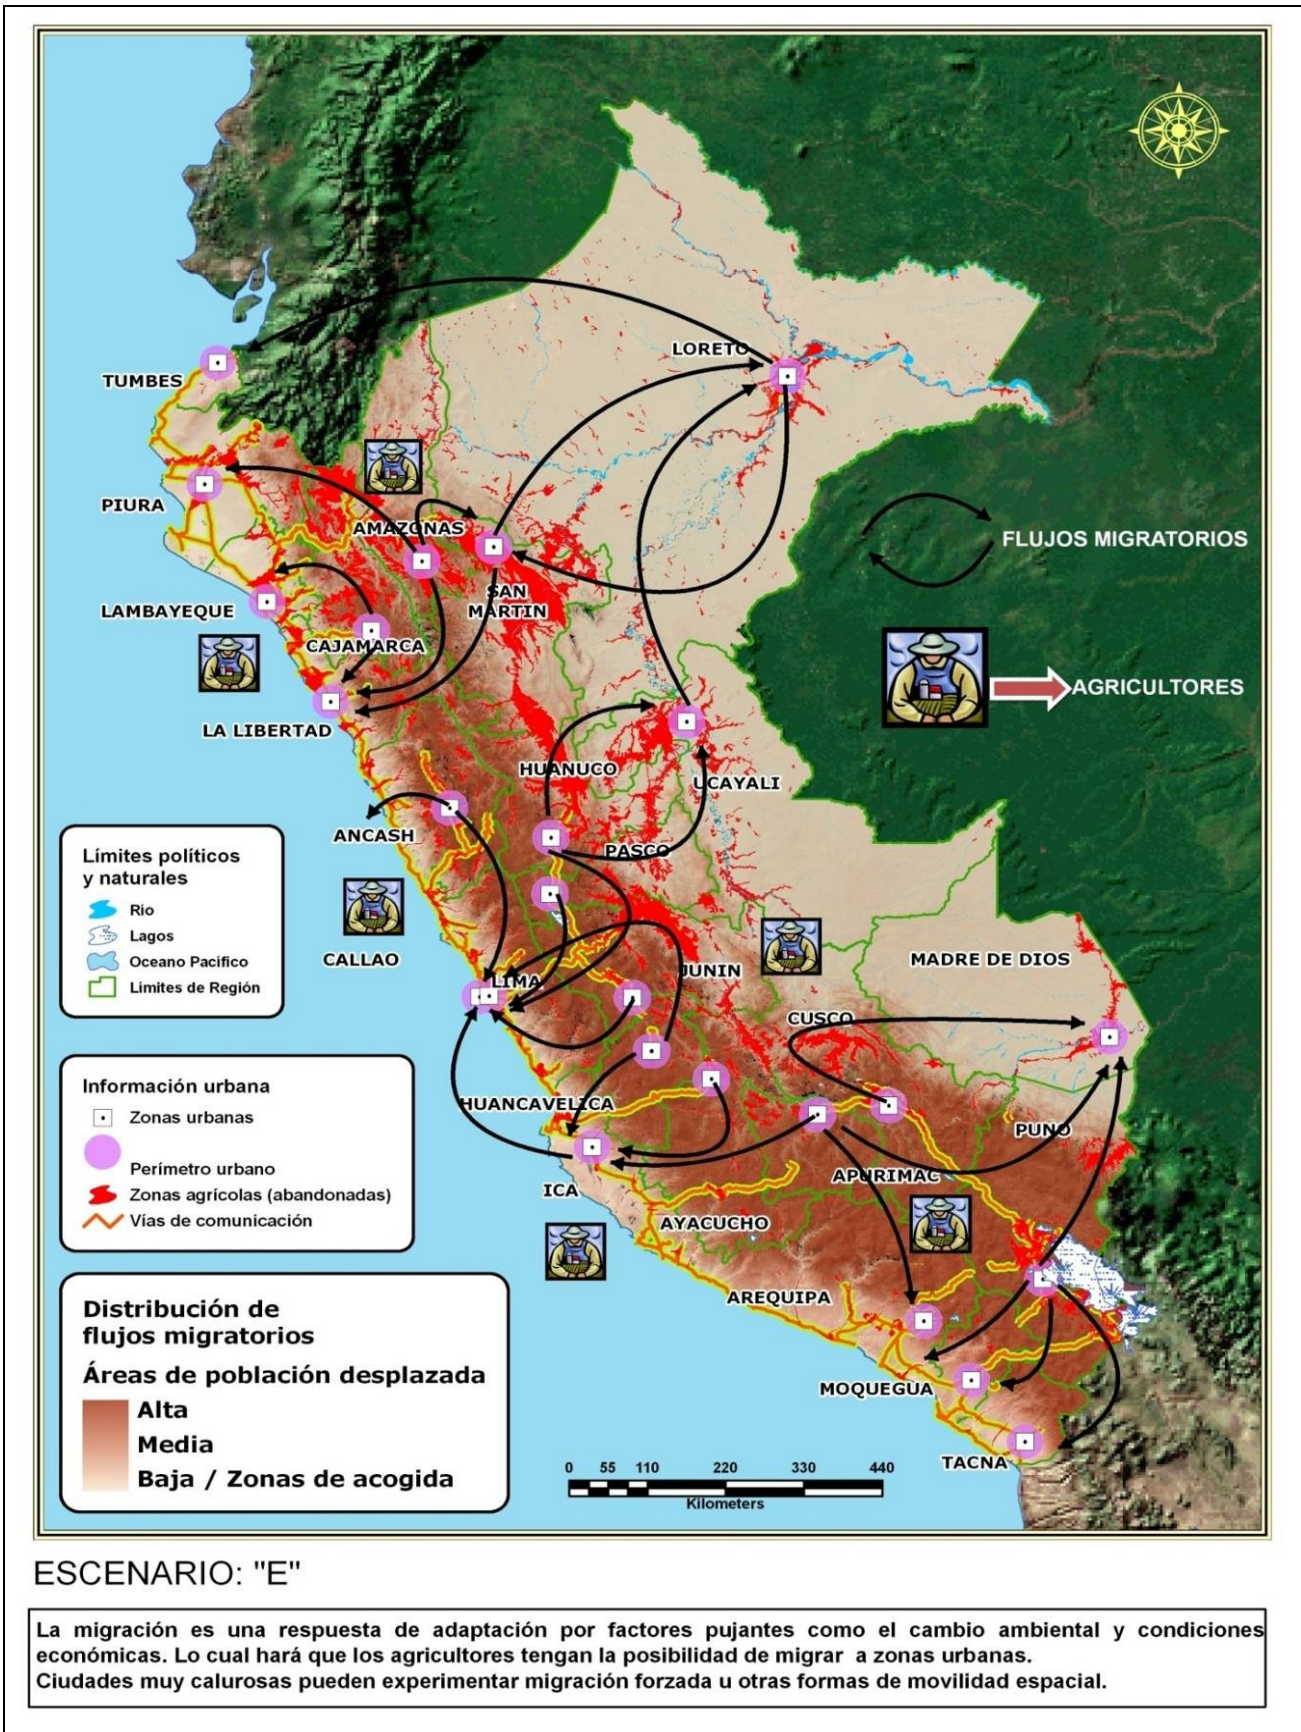 LORETO
TUMBES
PIURA
AMAZONAS
FLUJOS MIGRATORIOS
LAMBAYEQUE
SAN
MARTIN
CAJAMARCA
AGRICULTORES
LA LIBERTAD
HUANUCO
UCAYALI
ANCASH
PASCO
Límites políticos
y naturales
Rio
Lagos
Oceano Pacifico
Límites de Región
CALLAO
LIMA
JUNIN
MADRE DE DIOS
CUSCO
Información urbana
Zonas urbanas
Perímetro urbano
Zonas agrícolas (abandonadas)
Vías de comunicación
HUANCAVELICA
PUNO
ICA
APURIMAC
AYACUCHO
AREQUIPA
MOQUEGUA
TACNA
Distribución de
flujos migratorios
Áreas de población desplazada
Alta
Media
Baja / Zonas de acogida
0 55 110 220 330 440
Kilometers
ESCENARIO: "E"
La migración es una respuesta de adaptación por factores pujantes como el cambio ambiental y condiciones
económicas. Lo cual hará que los agricultores tengan la posibilidad de migrar a zonas urbanas.
Ciudades muy calurosas pueden experimentar migración forzada u otras formas de movilidad espacial.